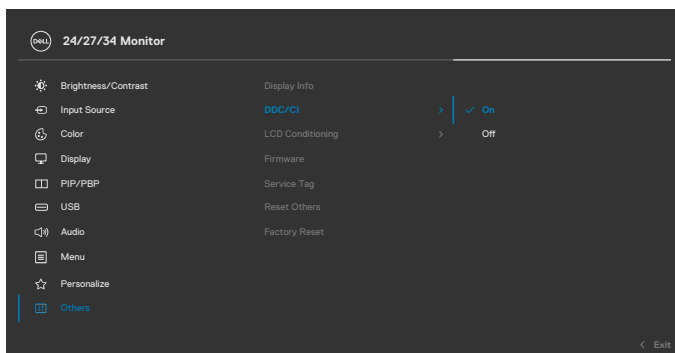 DELL 24/27/34 Monitor
Brightness/Contrast Display Info
Input Source DDC/CI > ✓ On
Color LCD Conditioning > Off
Display Firmware
PIP/PBP Service Tag
USB Reset Others
Audio Factory Reset
Menu
Personalize
Others
< Exit